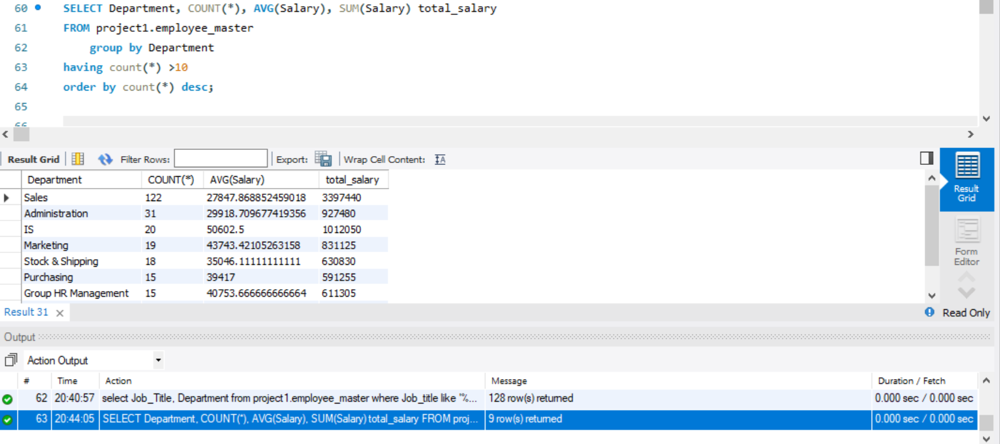 60 SELECT Department, COUNT(*), AVG(Salary), SUM(Salary) total_salary
61 FROM project1.employee_master
62 group by Department
63 having count(*) >10
64 order by count(*) desc;
65
66
Result Grid Filter Rows: Export: Wrap Cell Content:
Department COUNT(*) AVG(Salary) total_salary
Sales 122 27847.868852459018 3397440
Administration 31 29918.709677419356 927480
IS 20 50602.5 1012050
Marketing 19 43743.42105263158 831125
Stock & Shipping 18 35046.11111111111 630830
Purchasing 15 39417 591255
Group HR Management 15 40753.666666666664 611305
Result
Grid
Form
Editor
Result 31 Read Only
Output
Action Output
# Time Action Message Duration / Fetch
62 20:40:57 select Job_Title, Department from project1.employee_master where Job_title like "%... 128 row(s) returned 0.000 sec / 0.000 sec
63 20:44:05 SELECT Department, COUNT(*), AVG(Salary), SUM(Salary) total_salary FROM proj... 9 row(s) returned 0.000 sec / 0.000 sec